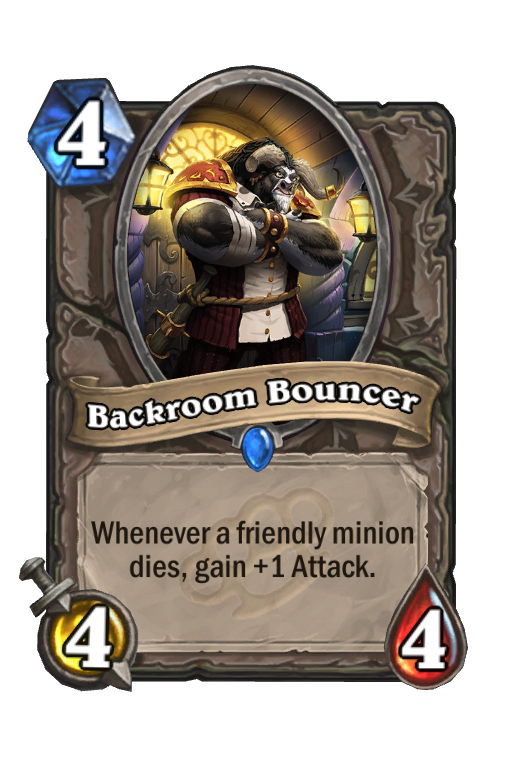 4
Backroom Bouncer
Whenever a friendly minion
dies, gain +1 Attack.
4
4